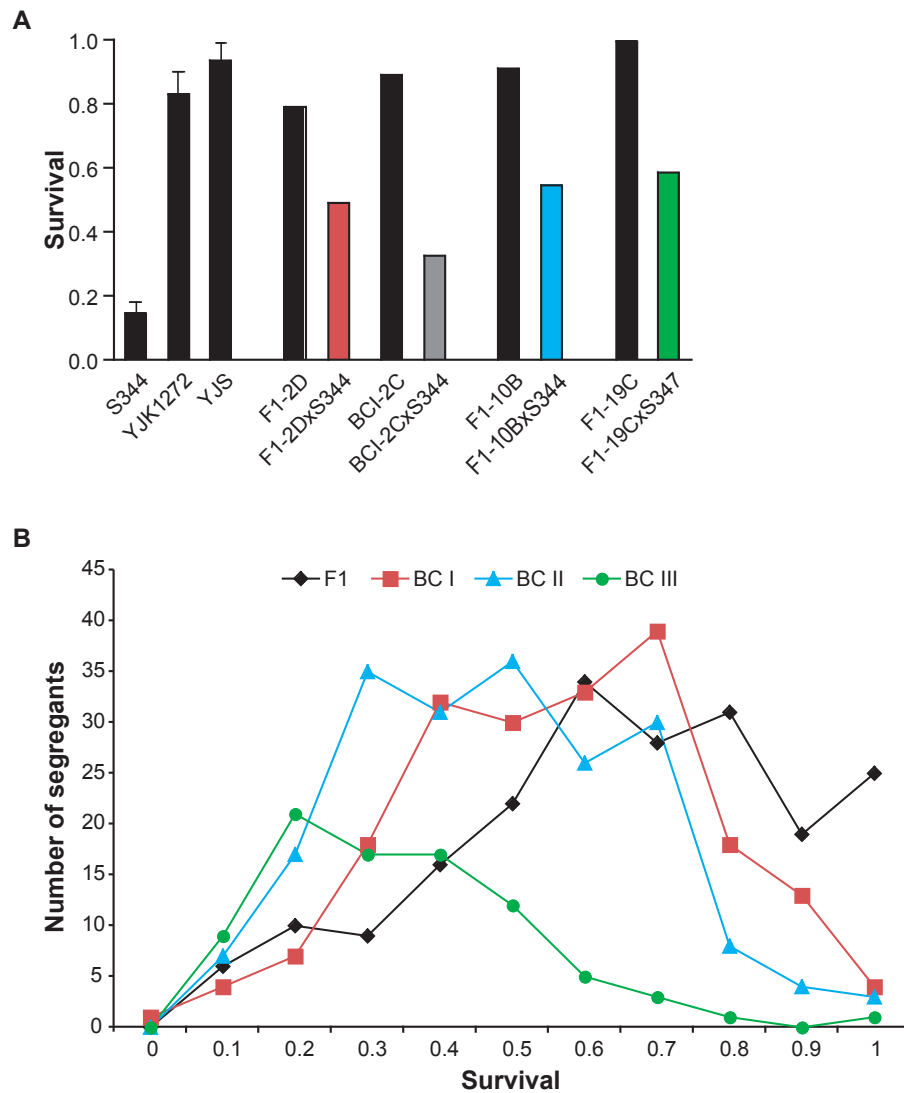 A
Survival
1.0
0.8
0.6
0.4
0.2
0.0
S344
YJK1272
YJS
F1-2D
F1-2DxS344
BCI-2C
BCI-2CxS344
F1-10B
F1-10BxS344
F1-19C
F1-19CxS347
B
F1
BC I
BC II
BC III
Number of segregants
45
40
35
30
25
20
15
10
5
0
0 0.1 0.2 0.3 0.4 0.5 0.6 0.7 0.8 0.9 1
Survival